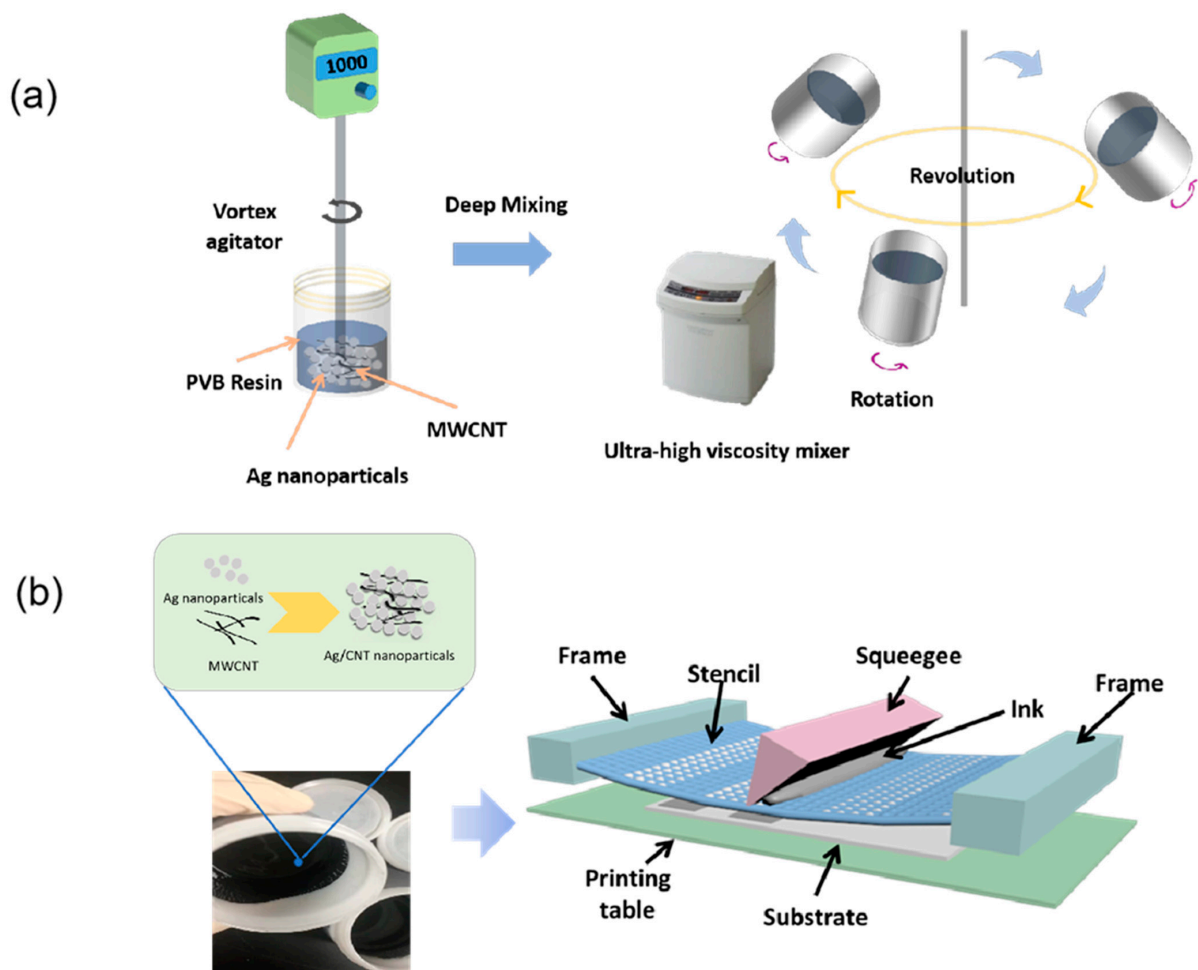 (a)
1000
Vortex
agitator
Deep Mixing
Revolution
PVB Resin
MWCNT
Ag nanoparticals
Rotation
Ultra-high viscosity mixer
(b)
Ag nanoparticals
MWCNT
Ag/CNT nanoparticals
Frame
Stencil
Squeegee
Ink
Frame
Printing
table
Substrate